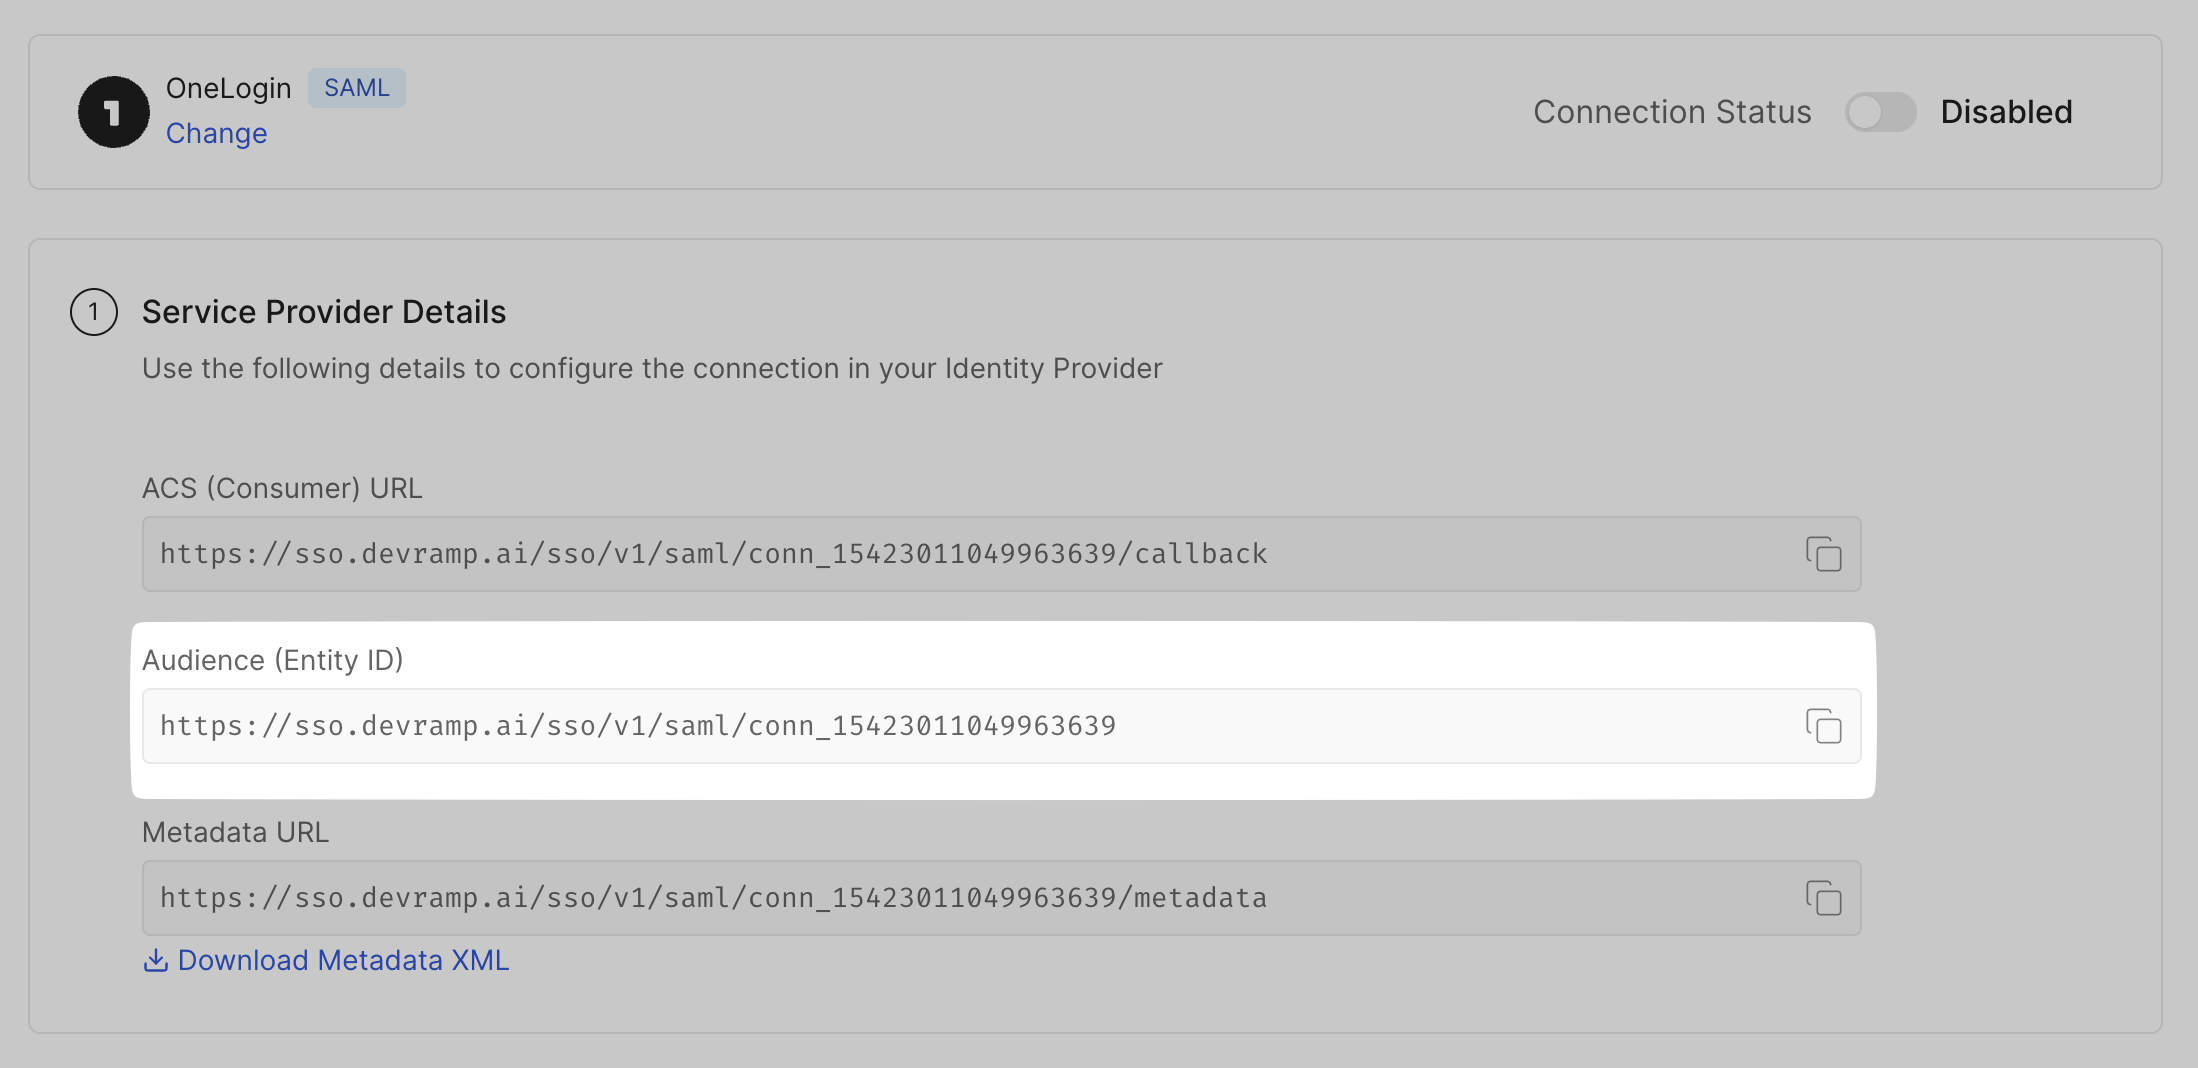 1
OneLogin SAML
Change
Connection Status Disabled
1 Service Provider Details
Use the following details to configure the connection in your Identity Provider
ACS (Consumer) URL
https://sso.devramp.ai/sso/v1/saml/conn_15423011049963639/callback
Audience (Entity ID)
https://sso.devramp.ai/sso/v1/saml/conn_15423011049963639
Metadata URL
https://sso.devramp.ai/sso/v1/saml/conn_15423011049963639/metadata
Download Metadata XML